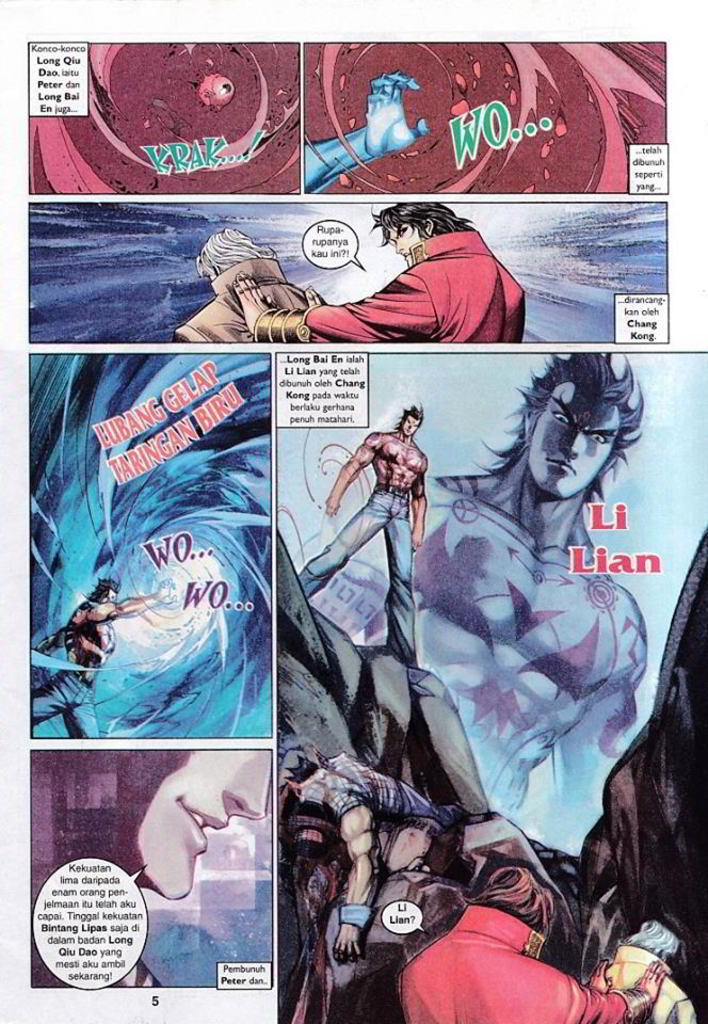 Konco-konco
Long Qiu
Dao, iaitu
Peter dan
Long Bai
En juga...
KRAK....!
WO...
...telah
dibunuh
seperti
yang...
Rupa-
rupanya
kau ini?!
...dirancang-
kan oleh
Chang
Kong.
LUBANG GELAP
TARINGAN BIRU
WO...
WO...
...Long Bai En ialah
Li Lian yang telah
dibunuh oleh Chang
Kong pada waktu
berlaku gerhana
penuh matahari.
Li
Lian
Kekuatan
lima daripada
enam orang pen-
jelmaan itu telah aku
capai. Tinggal kekuatan
Bintang Lipas saja di
dalam badan Long
Qiu Dao yang
mesti aku ambil
sekarang!
Pembunuh
Peter dan..
Li
Lian?
5